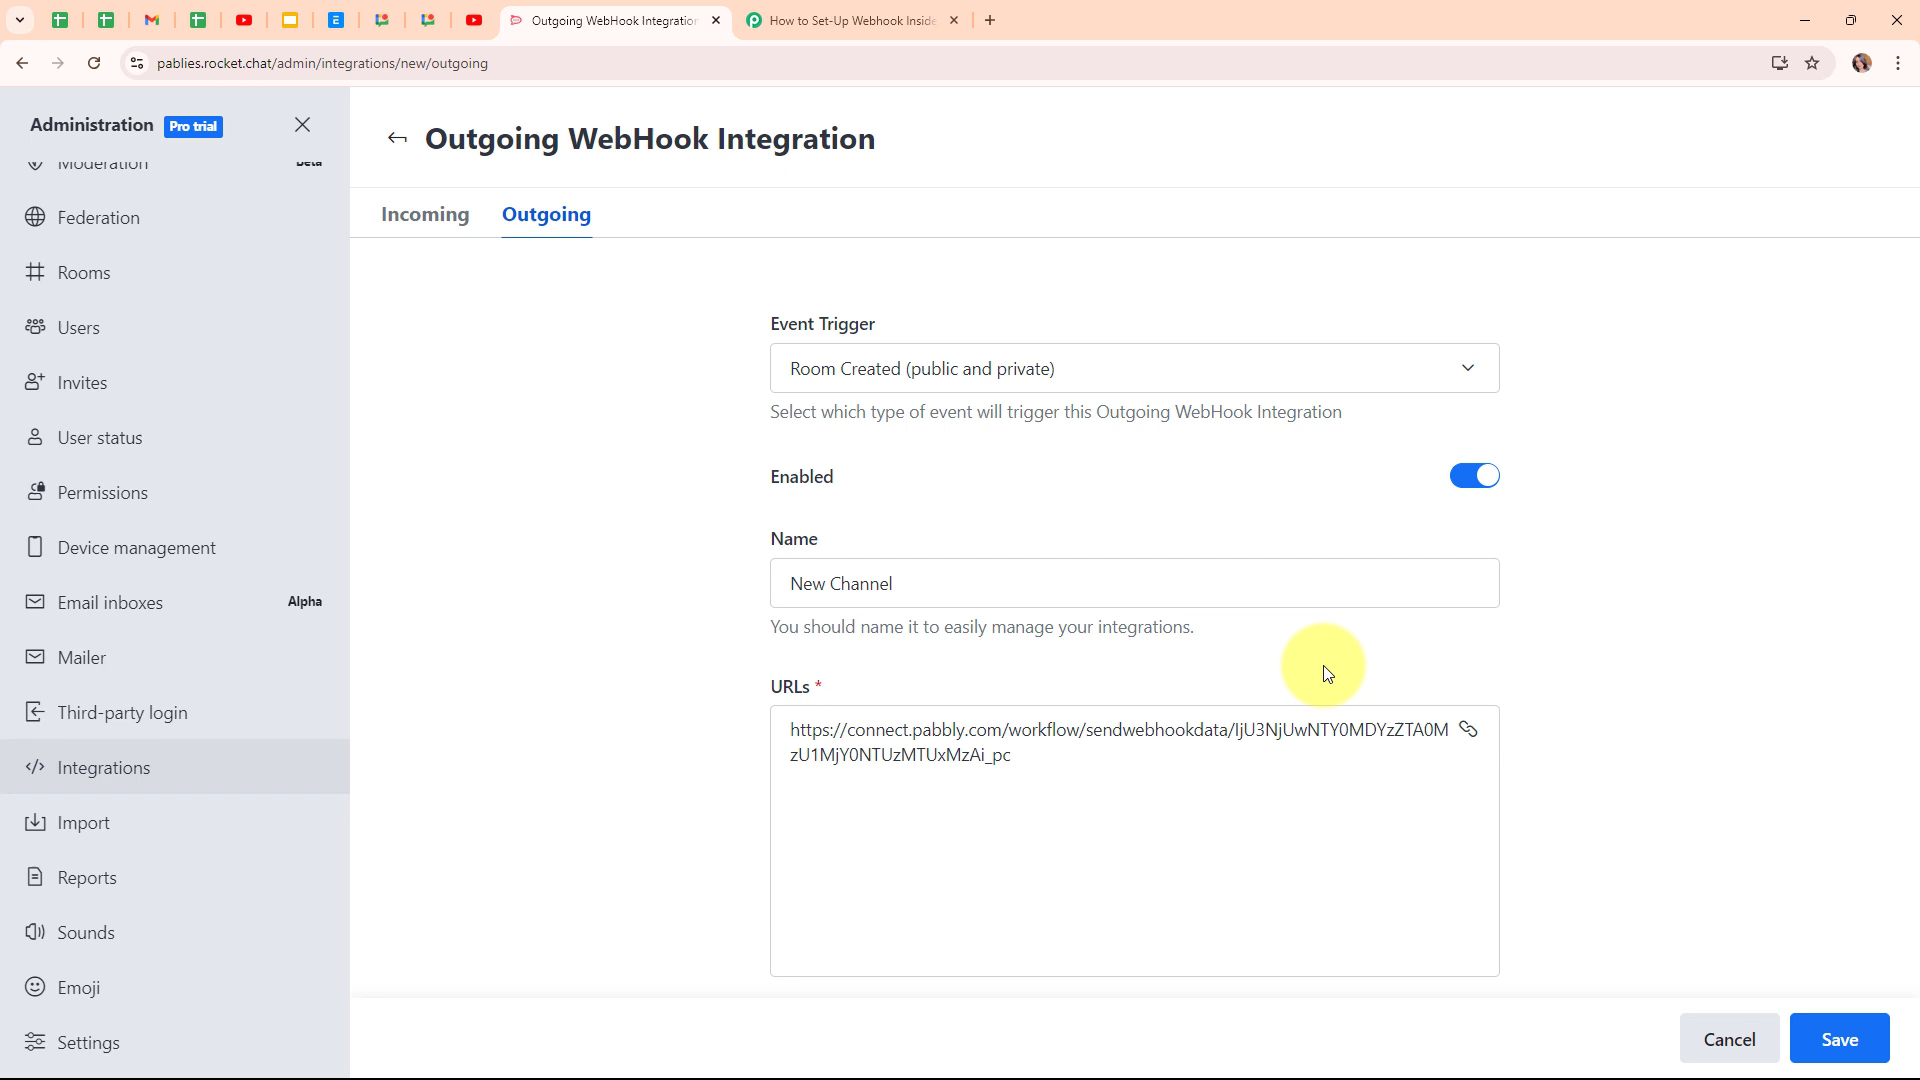 Outgoing WebHook Integration
How to Set-Up Webhook Inside
pablies.rocket.chat/admin/integrations/new/outgoing
Administration Pro trial
Moderation Beta
Federation
Rooms
Users
Invites
User status
Permissions
Device management
Email inboxes Alpha
Mailer
Third-party login
Integrations
Import
Reports
Sounds
Emoji
Settings
Outgoing WebHook Integration
Incoming Outgoing
Event Trigger
Room Created (public and private)
Select which type of event will trigger this Outgoing WebHook Integration
Enabled
Name
New Channel
You should name it to easily manage your integrations.
URLs *
https://connect.pabbly.com/workflow/sendwebhookdata/IjU3NjUwNTY0MDYzZTA0M
zU1MjY0NTUzMTUxMzAi_pc
Cancel Save